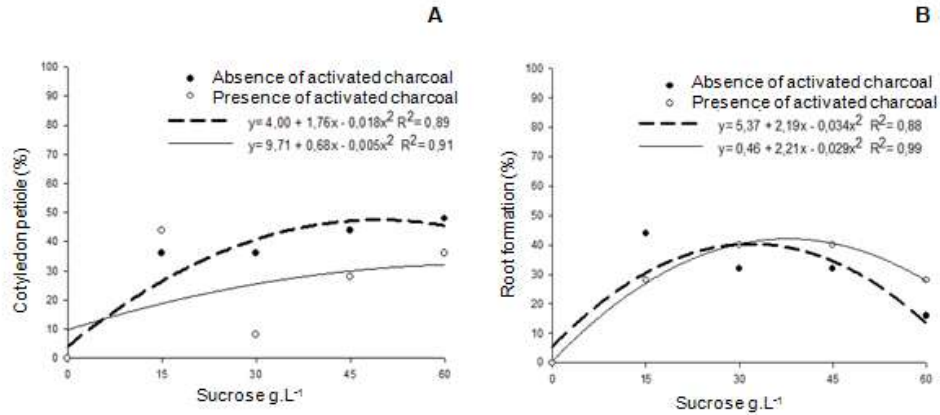 A
100
90
80
70
60
50
40
30
20
10
0
Cotyledon petiole (%)
Absence of activated charcoal
Presence of activated charcoal
y= 4,00 + 1,76x - 0,018x² R²= 0,89
y= 9,71 + 0,68x - 0,005x² R²= 0,91
0 15 30 45 60
Sucrose g.L⁻¹
B
100
90
80
70
60
50
40
30
20
10
0
Root formation (%)
Absence of activated charcoal
Presence of activated charcoal
y= 5,37 + 2,19x - 0,034x² R²= 0,88
y= 0,46 + 2,21x - 0,029x² R²= 0,99
0 15 30 45 60
Sucrose g.L⁻¹